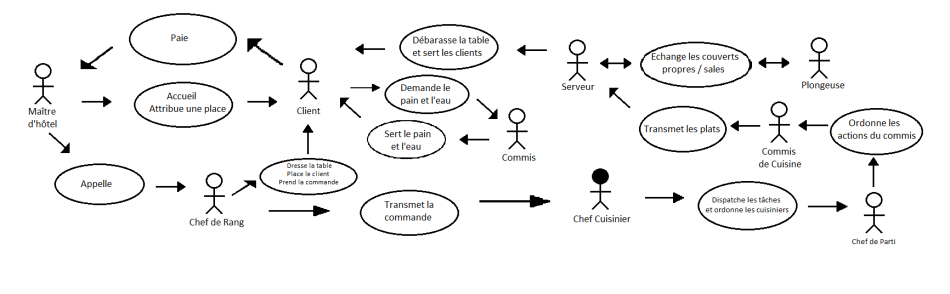 Paie
Maître
d'hôtel
Accueil
Attribue une place
Client
Appelle
Chef de Rang
Dresse la table
Place le client
Prend la commande
Débarasse la table
et sert les clients
Demande le
pain et l'eau
Sert le pain
et l'eau
Commis
Transmet la
commande
Serveur
Echange les couverts
propres / sales
Plongeuse
Transmet les plats
Commis
de Cuisine
Ordonne les
actions du commis
Chef Cuisinier
Dispatche les tâches
et ordonne les cuisiniers
Chef de Parti